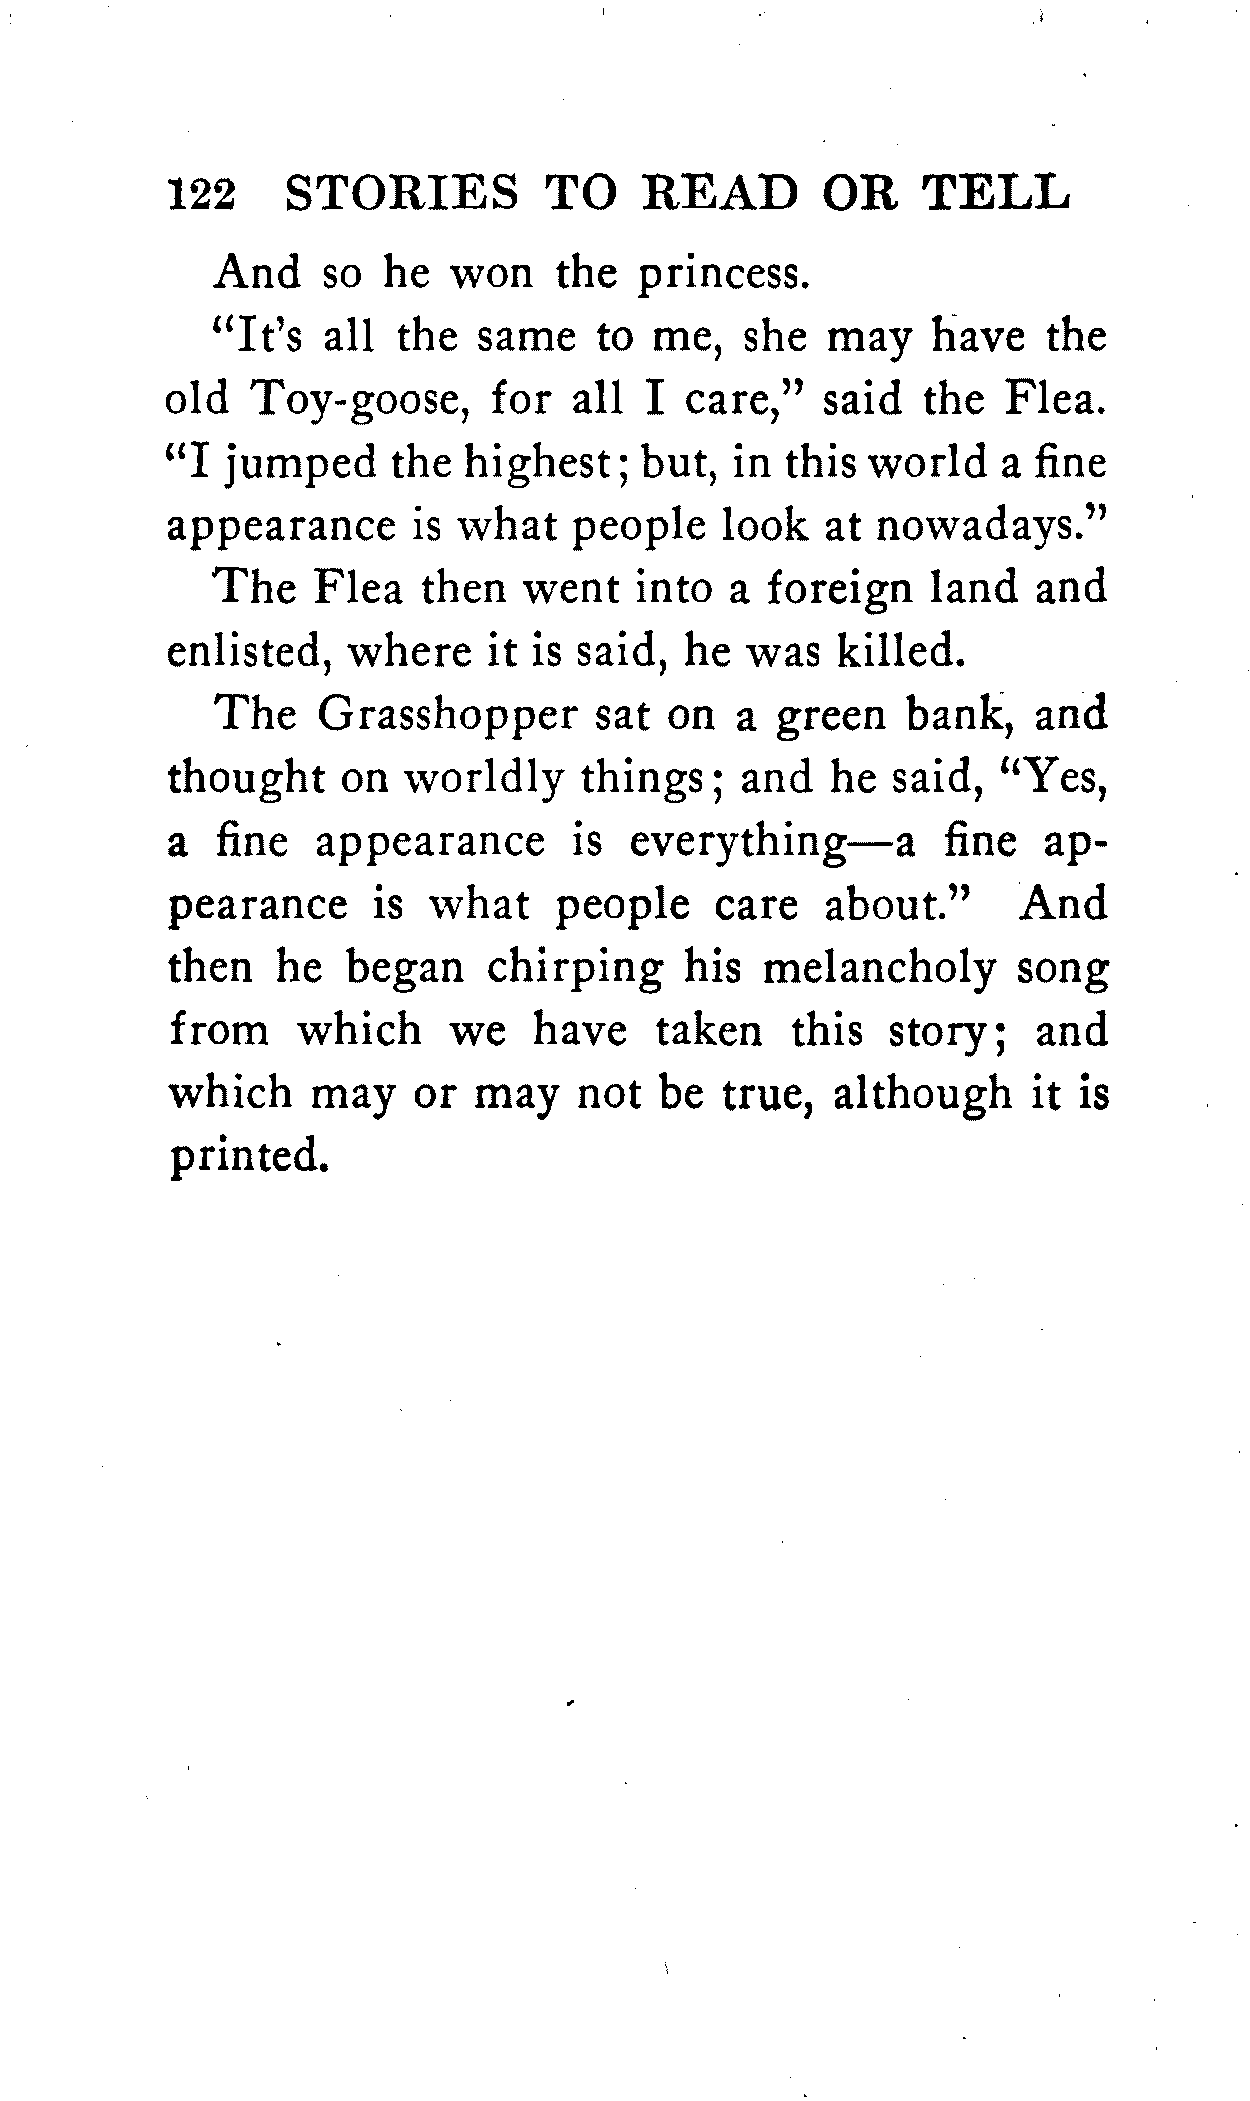 122 STORIES TO READ OR TELL
And so he won the princess.
“It's all the same to me, she may have the
old Toy-goose, for all I care,” said the Flea.
“I jumped the highest; but, in this world a fine
appearance is what people look at nowadays.”
The Flea then went into a foreign land and
enlisted, where it is said, he was killed.
The Grasshopper sat on a green bank, and
thought on worldly things; and he said, “Yes,
a fine appearance is everything—a fine ap-
pearance is what people care about.” And
then he began chirping his melancholy song
from which we have taken this story; and
which may or may not be true, although it is
printed.